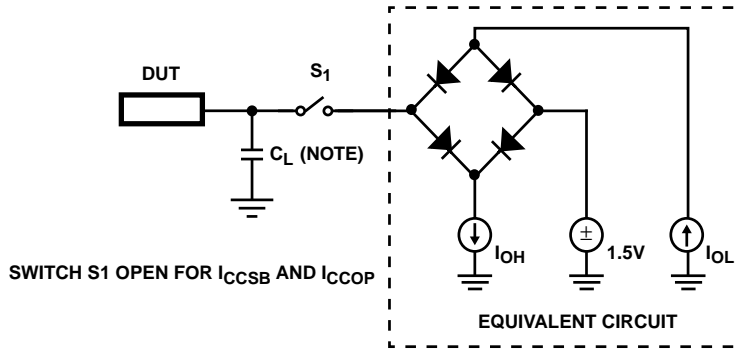 DUT
S1
CL (NOTE)
±
IOH
1.5V
IOL
SWITCH S1 OPEN FOR ICCSB AND ICCOP
EQUIVALENT CIRCUIT